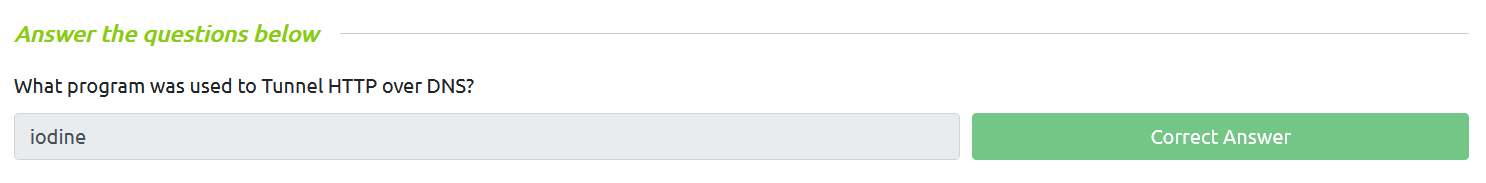 Answer the questions below
What program was used to Tunnel HTTP over DNS?
iodine
Correct Answer